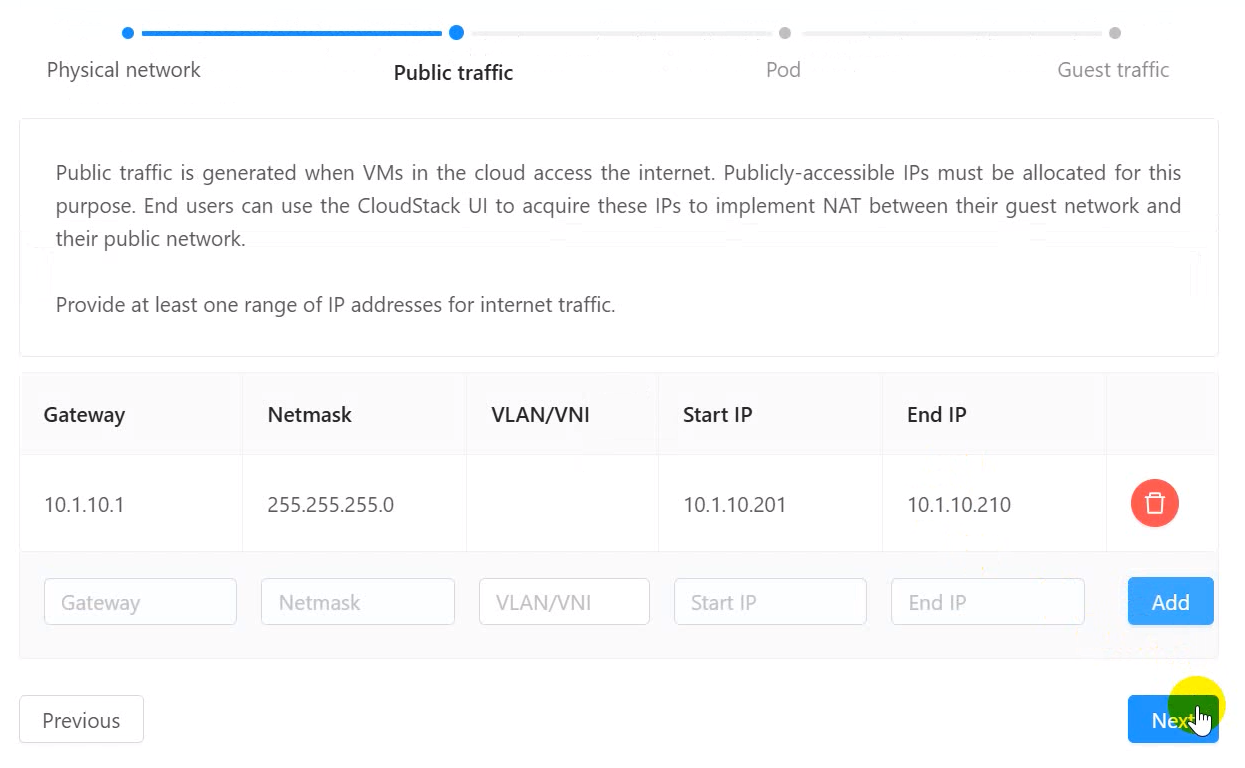 Physical network
Public traffic
Pod
Guest traffic
Public traffic is generated when VMs in the cloud access the internet. Publicly-accessible IPs must be allocated for this
purpose. End users can use the CloudStack UI to acquire these IPs to implement NAT between their guest network and
their public network.
Provide at least one range of IP addresses for internet traffic.
Gateway Netmask VLAN/VNI Start IP End IP
10.1.10.1 255.255.255.0 10.1.10.201 10.1.10.210
Gateway Netmask VLAN/VNI Start IP End IP Add
Previous Next